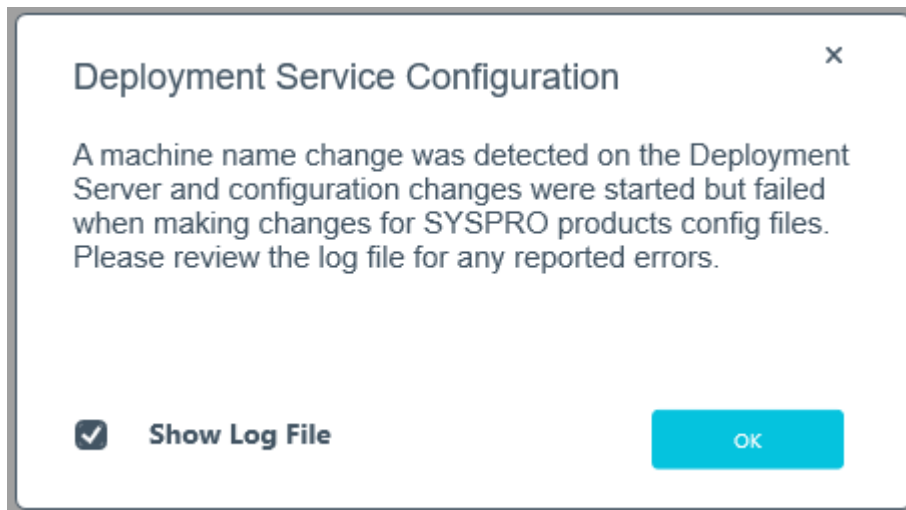 Deployment Service Configuration
A machine name change was detected on the Deployment
Server and configuration changes were started but failed
when making changes for SYSPRO products config files.
Please review the log file for any reported errors.
Show Log File
OK